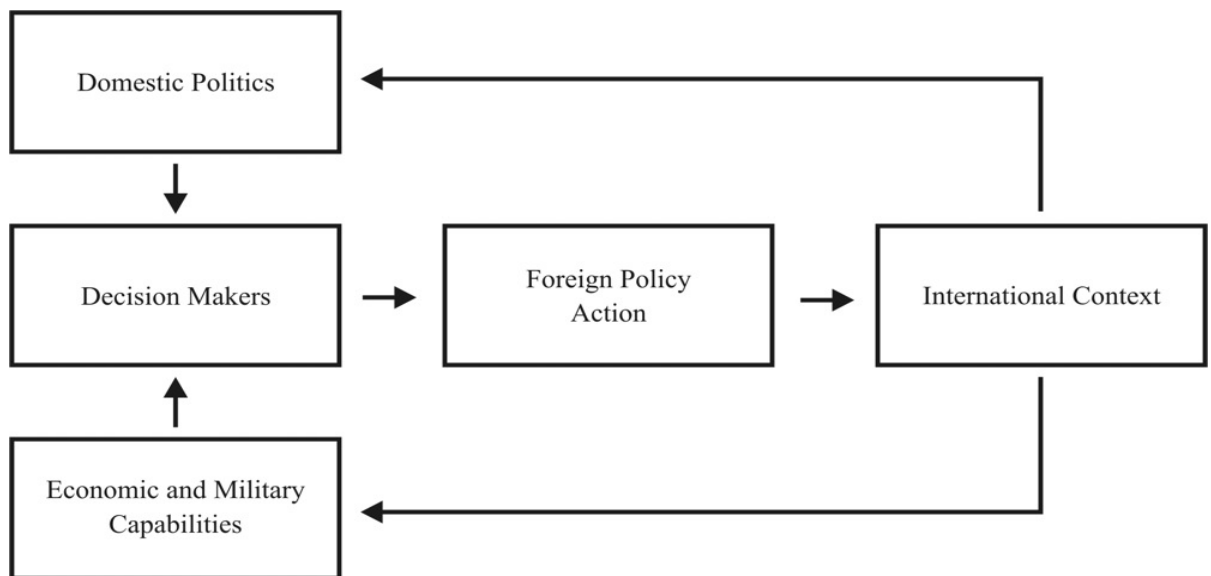 Domestic Politics
Decision Makers
Foreign Policy
Action
International Context
Economic and Military
Capabilities